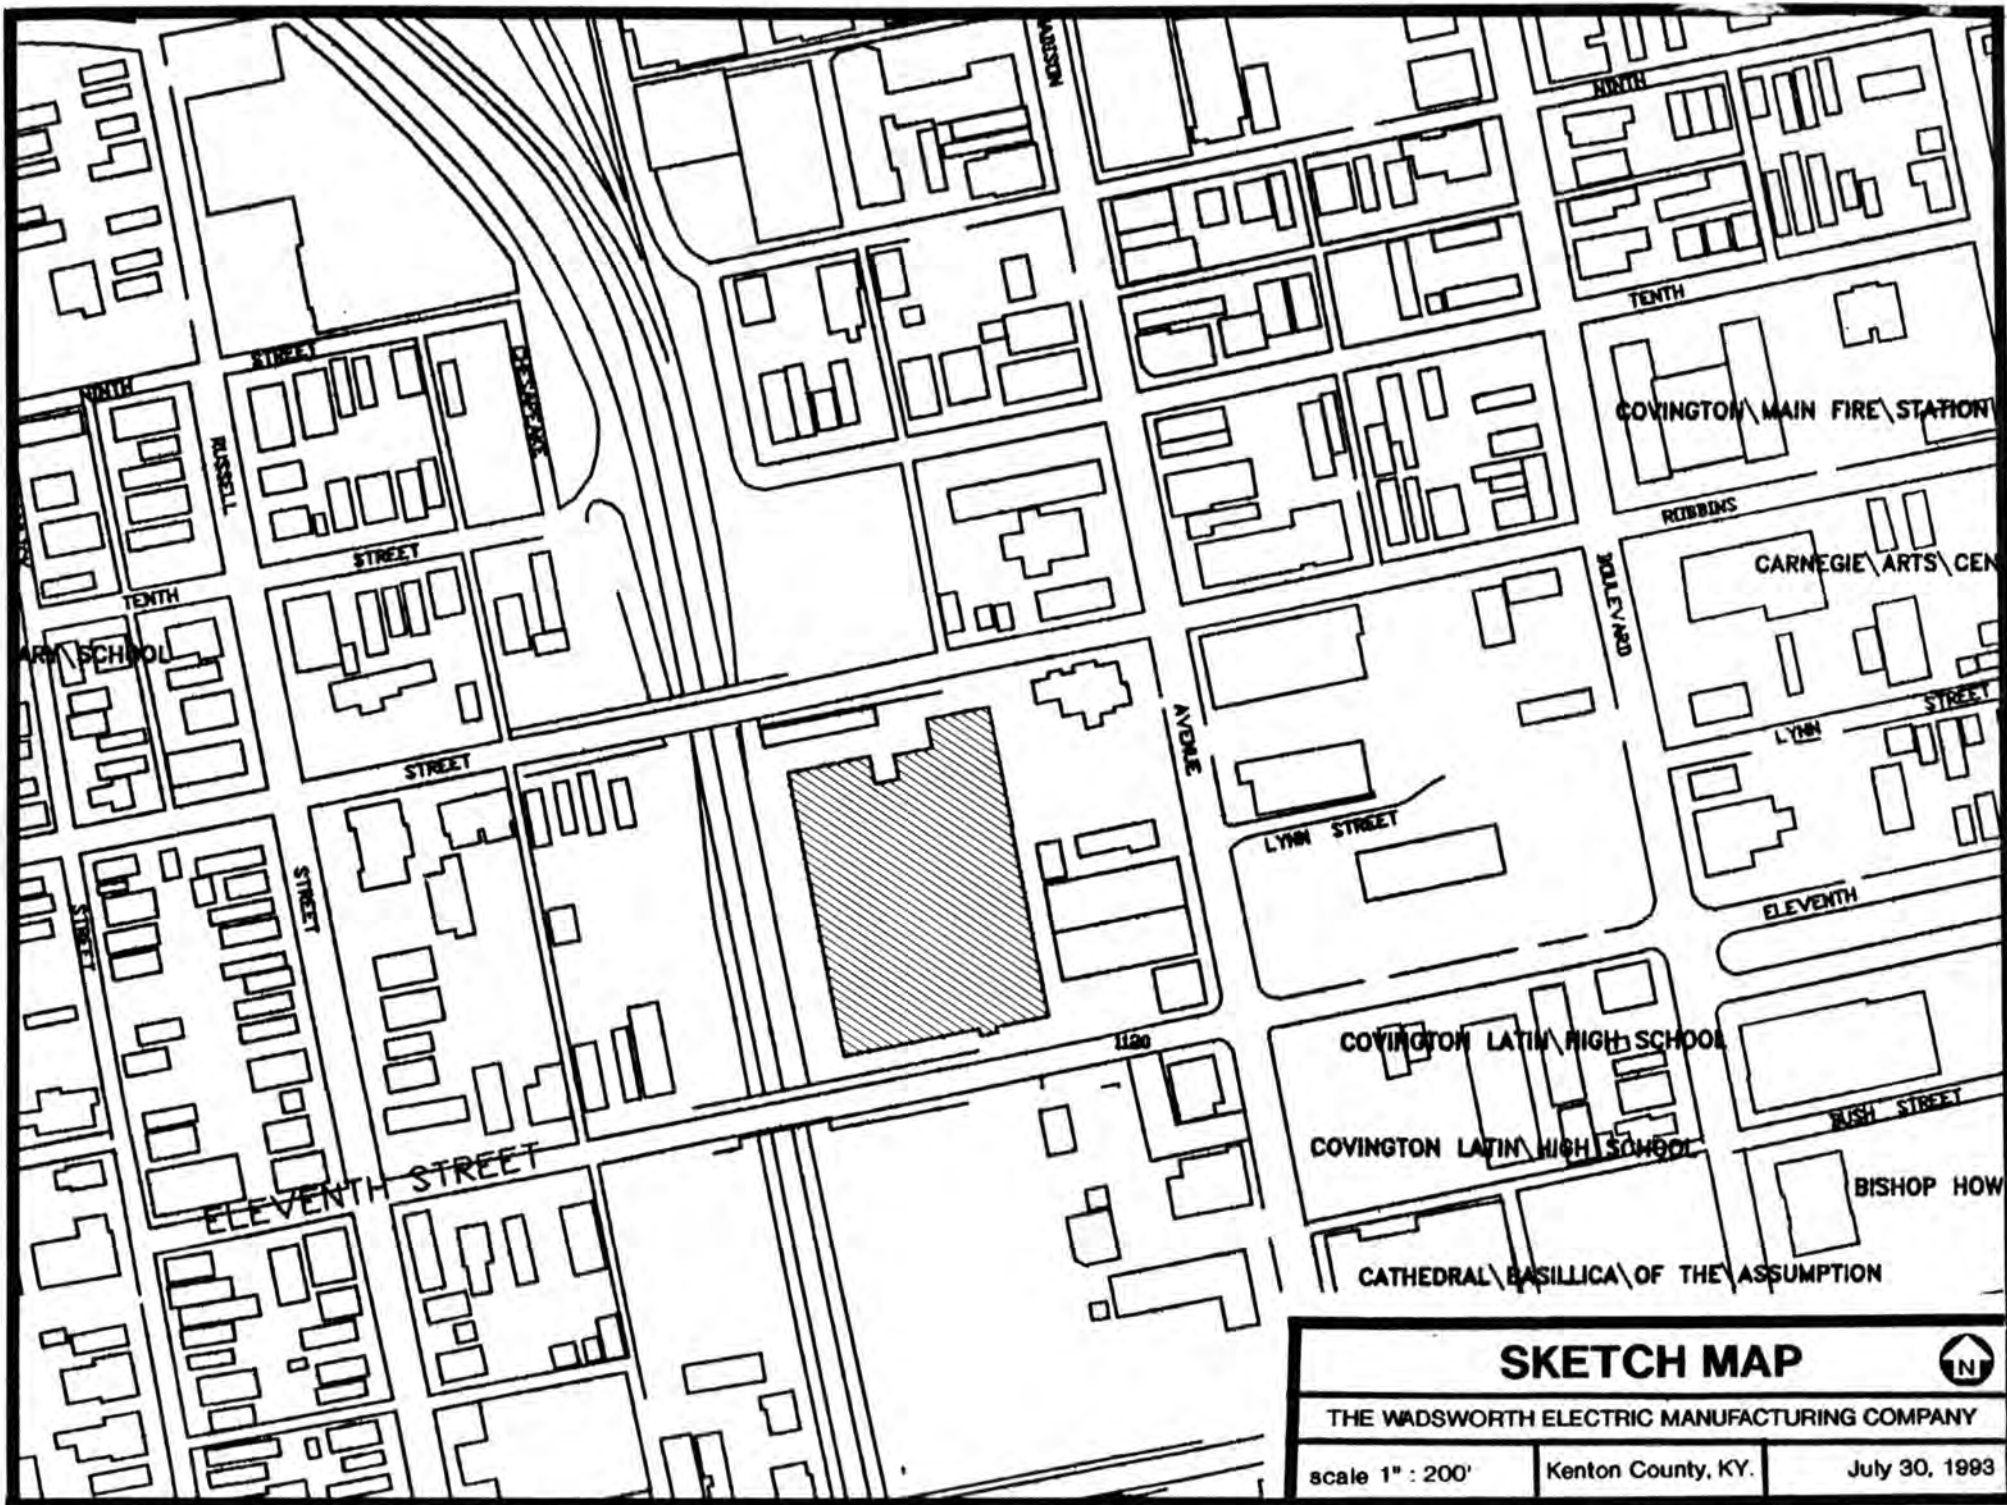 NINTH
TENTH
STREET
NINTH
COVINGTON\MAIN FIRE\STATION
RUSSELL
ROBBINS
STREET
CARNEGIE\ARTS\CEN
TENTH
ARY\SCHOOL
STREET
LYNN
AVENUE
STREET
LYNN STREET
ELEVENTH
STREET
STREET
1120
COVINGTON LATIN\HIGH SCHOOL
BUSH STREET
COVINGTON LATIN\HIGH SCHOOL
ELEVENTH STREET
BISHOP HOW
CATHEDRAL\BASILLICA\OF THE\ASSUMPTION
SKETCH MAP
N
THE WADSWORTH ELECTRIC MANUFACTURING COMPANY
scale 1" : 200'
Kenton County, KY.
July 30, 1993